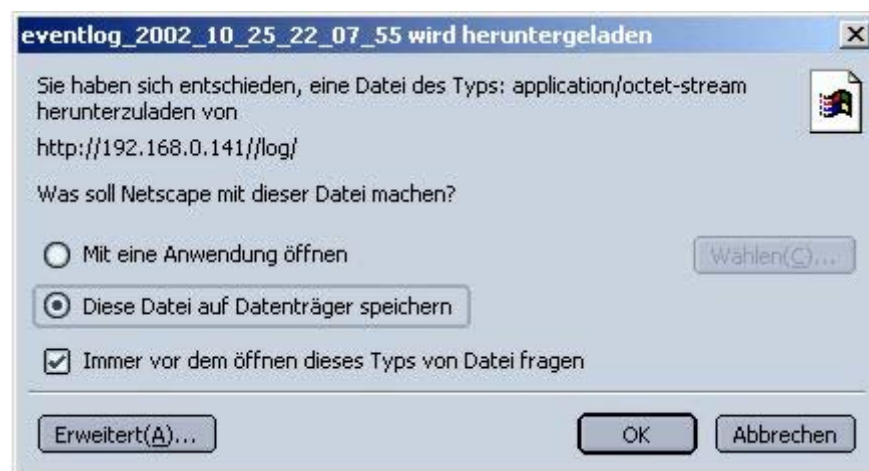 eventlog_2002_10_25_22_07_55 wird heruntergeladen
Sie haben sich entschieden, eine Datei des Typs: application/octet-stream
herunterzuladen von
http://192.168.0.141//log/
Was soll Netscape mit dieser Datei machen?
Mit eine Anwendung öffnen
Wählen(C)...
Diese Datei auf Datenträger speichern
Immer vor dem öffnen dieses Typs von Datei fragen
Erweitert(A)...
OK
Abbrechen